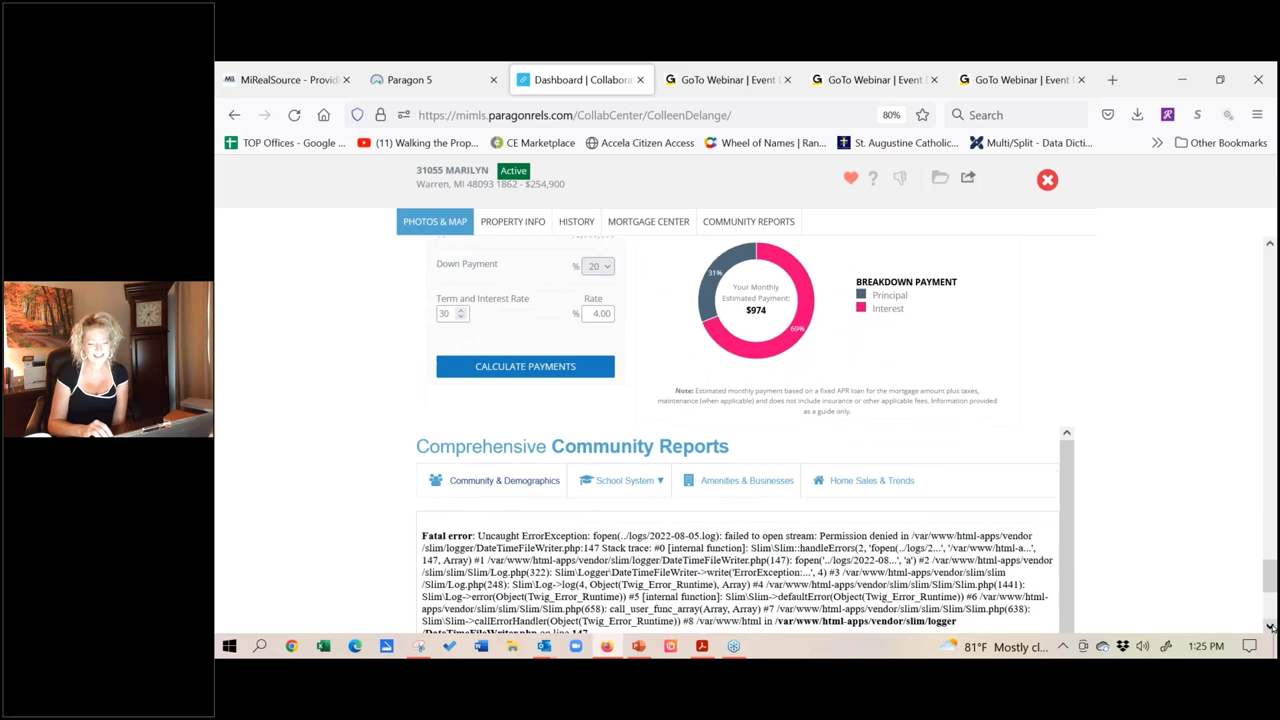 MiRealSource - Providi
Paragon 5
Dashboard | Collabora
GoTo Webinar | Event
GoTo Webinar | Event
GoTo Webinar | Event
https://mimls.paragonrels.com/CollabCenter/ColleenDelange/
80%
Search
TOP Offices - Google ...
(11) Walking the Prop...
CE Marketplace
Accela Citizen Access
Wheel of Names | Ran...
St. Augustine Catholic...
Multi/Split - Data Dicti...
Other Bookmarks
31055 MARILYN Active
Warren, MI 48093 1862 - $254,900
PHOTOS & MAP PROPERTY INFO HISTORY MORTGAGE CENTER COMMUNITY REPORTS
Down Payment % 20
Term and Interest Rate Rate
30 % 4.00
CALCULATE PAYMENTS
31%
Your Monthly
Estimated Payment:
$974
69%
BREAKDOWN PAYMENT
Principal
Interest
Note: Estimated monthly payment based on a fixed APR loan for the mortgage amount plus taxes,
maintenance (when applicable) and does not include insurance or other applicable fees. Information provided
as a guide only.
Comprehensive Community Reports
Community & Demographics School System ▼ Amenities & Businesses Home Sales & Trends
Fatal error: Uncaught ErrorException: fopen(../logs/2022-08-05.log): failed to open stream: Permission denied in /var/www/html-apps/vendor
/slim/logger/DateTimeFileWriter.php:147 Stack trace: #0 [internal function]: Slim\Slim::handleErrors(2, 'fopen(../logs/2...', '/var/www/html-a...',
147, Array) #1 /var/www/html-apps/vendor/slim/logger/DateTimeFileWriter.php(147): fopen('../logs/2022-08...', 'a') #2 /var/www/html-apps/vendor
/slim/slim/Slim/Log.php(322): Slim\Logger\DateTimeFileWriter->write('ErrorException:...', 4) #3 /var/www/html-apps/vendor/slim/slim
/Slim/Log.php(248): Slim\Log->log(4, Object(Twig_Error_Runtime), Array) #4 /var/www/html-apps/vendor/slim/slim/Slim/Slim.php(1441):
Slim\Log->error(Object(Twig_Error_Runtime)) #5 [internal function]: Slim\Slim->defaultError(Object(Twig_Error_Runtime)) #6 /var/www/html-
apps/vendor/slim/slim/Slim/Slim.php(658): call_user_func_array(Array, Array) #7 /var/www/html-apps/vendor/slim/slim/Slim/Slim.php(638):
Slim\Slim->callErrorHandler(Object(Twig_Error_Runtime)) #8 /var/www/html in /var/www/html-apps/vendor/slim/logger
/DateTimeFileWriter.php on line 147
81°F Mostly cl...
1:25 PM